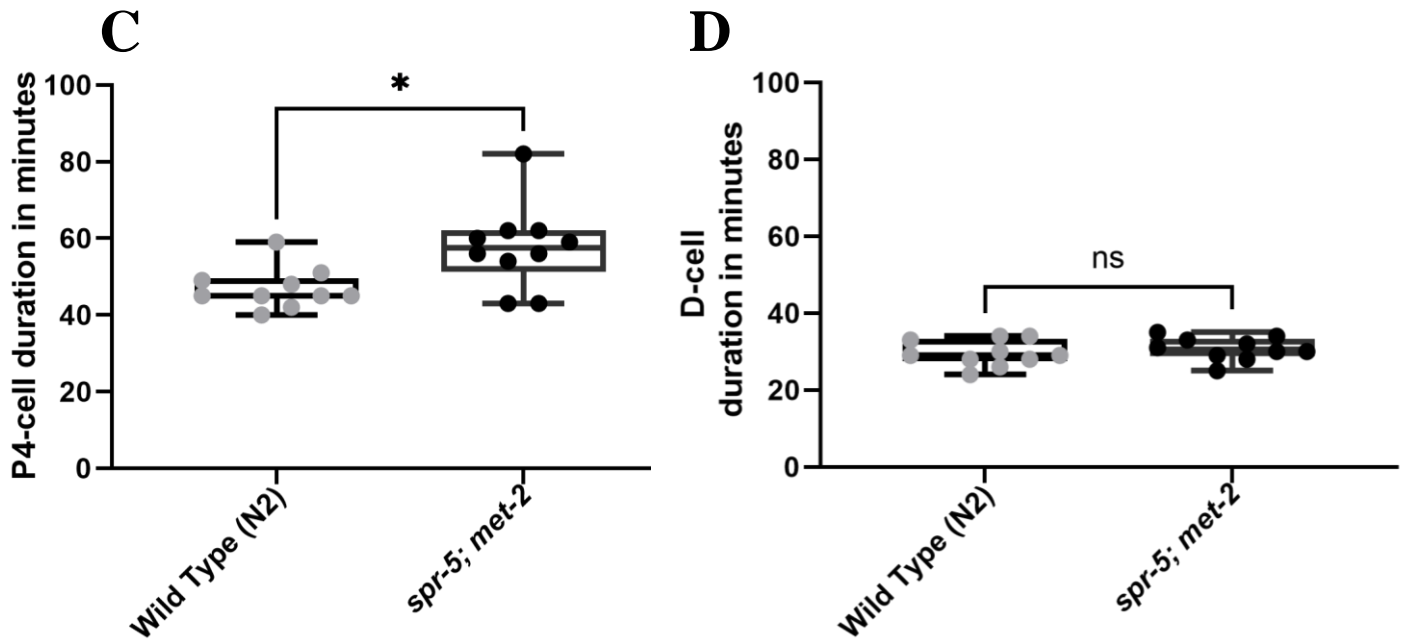 C
P4-cell duration in minutes
100
80
60
40
20
0
*
Wild Type (N2)
spr-5; met-2
D
D-cell
duration in minutes
100
80
60
40
20
0
ns
Wild Type (N2)
spr-5; met-2